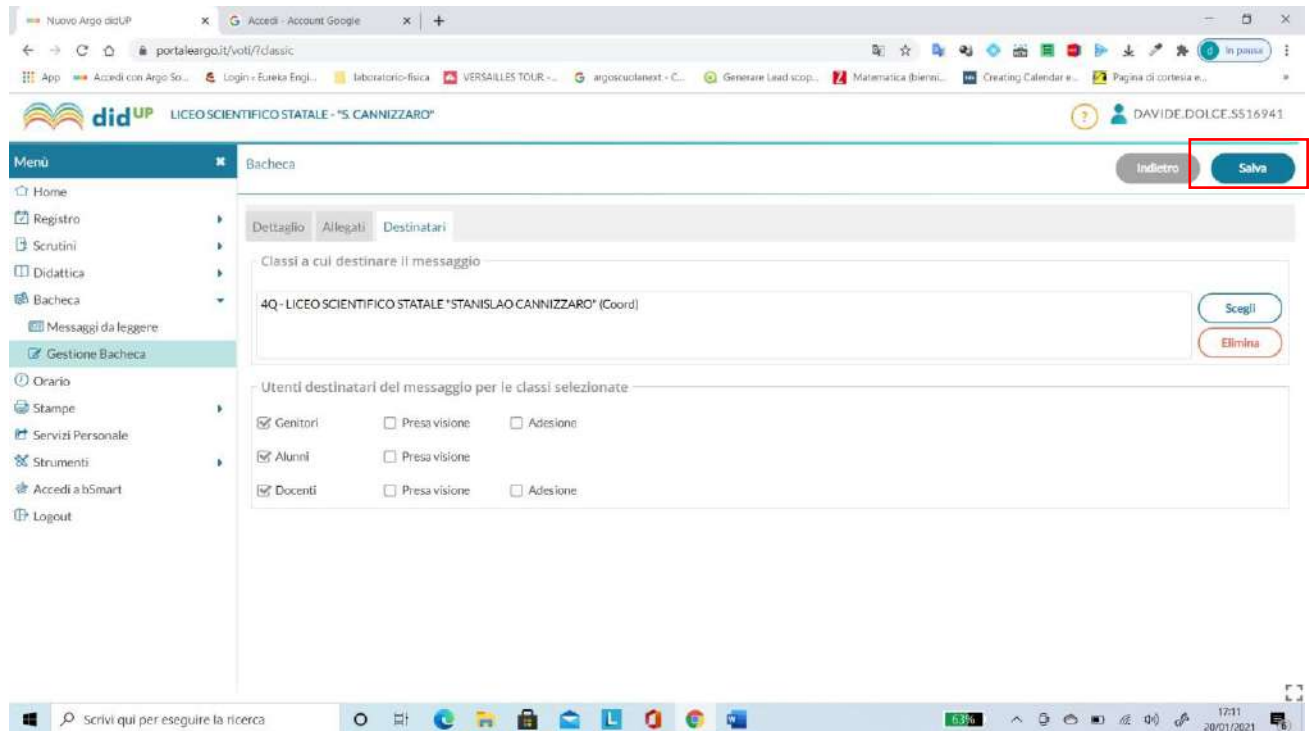 Nuovo Argo didUP
Accedi - Account Google
portaleargo.it/voti/?classic
In pausa
App
Accedi con Argo So...
Login - Eureka Engi...
laboratorio-fisica
VERSAILLES TOUR -...
argoscuolanext - C...
Generare Lead scop...
Matematica (bienni...
Creating Calendar e...
Pagina di cortesia e...
didUP LICEO SCIENTIFICO STATALE - "S. CANNIZZARO"
DAVIDE.DOLCE.SS16941
Menù
Bacheca
Indietro
Salva
Home
Registro
Scrutini
Didattica
Bacheca
Messaggi da leggere
Gestione Bacheca
Orario
Stampe
Servizi Personale
Strumenti
Accedi a bSmart
Logout
Dettaglio Allegati Destinatari
Classi a cui destinare il messaggio
4Q - LICEO SCIENTIFICO STATALE "STANISLAO CANNIZZARO" (Coord)
Scegli
Elimina
Utenti destinatari del messaggio per le classi selezionate
Genitori Presa visione Adesione
Alunni Presa visione
Docenti Presa visione Adesione
Scrivi qui per eseguire la ricerca
63%
17:11
20/01/2021